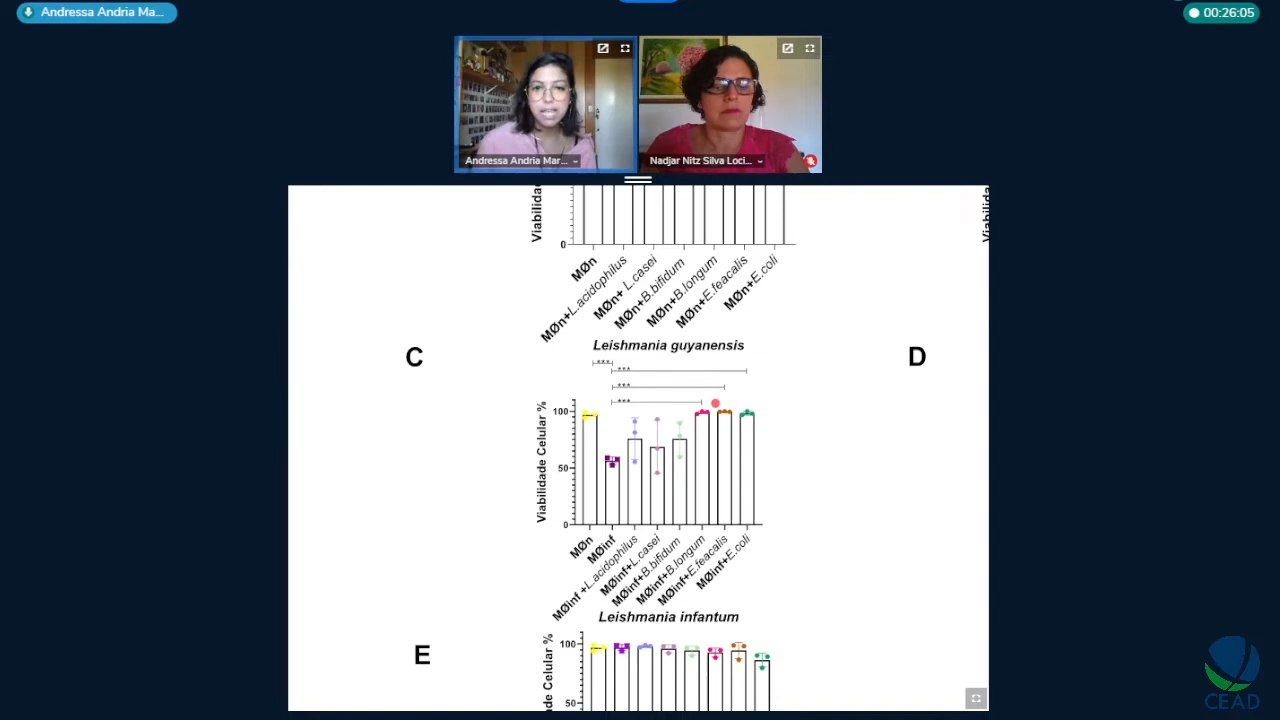 Andressa Andria Ma...
00:26:05
Andressa Andria Mar...
Nadjar Nitz Silva Loci...
Viabilida
0
MØn
MØn+L.acidophilus
MØn+ L.casei
MØn+B.bifidum
MØn+B.longum
MØn+E.feacalis
MØn+E.coli
Viabilida
C
Leishmania guyanensis
D
***
***
***
***
Viabilidade Celular %
100
50
0
MØn
MØinf
MØinf +L.acidophilus
MØinf+L.casei
MØinf+B.bifidum
MØinf+B.longum
MØinf+E.feacalis
MØinf+E.coli
Leishmania infantum
E
de Celular %
100
50
CEAD